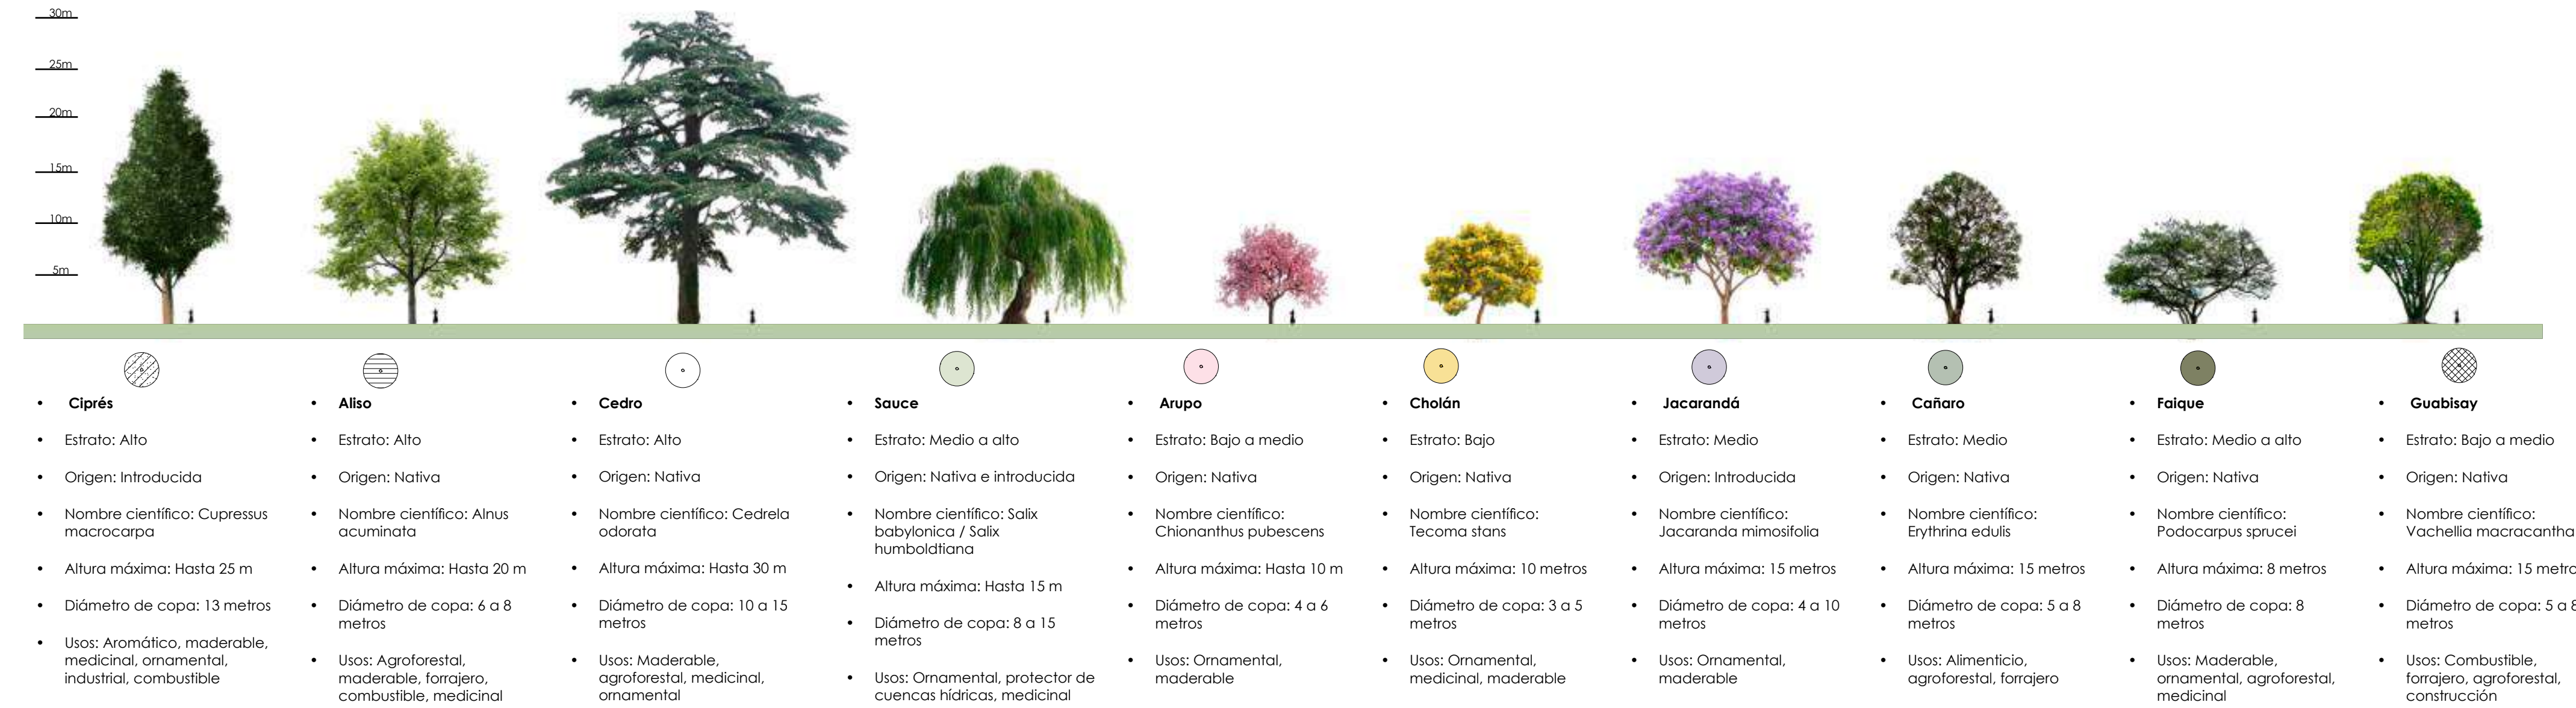 30m
25m
20m
15m
10m
5m
• Ciprés
• Estrato: Alto
• Origen: Introducida
• Nombre científico: Cupressus
macrocarpa
• Altura máxima: Hasta 25 m
• Diámetro de copa: 13 metros
• Usos: Aromático, maderable,
medicinal, ornamental,
industrial, combustible
• Aliso
• Estrato: Alto
• Origen: Nativa
• Nombre científico: Alnus
acuminata
• Altura máxima: Hasta 20 m
• Diámetro de copa: 6 a 8
metros
• Usos: Agroforestal,
maderable, forrajero,
combustible, medicinal
• Cedro
• Estrato: Alto
• Origen: Nativa
• Nombre científico: Cedrela
odorata
• Altura máxima: Hasta 30 m
• Diámetro de copa: 10 a 15
metros
• Usos: Maderable,
agroforestal, medicinal,
ornamental
• Sauce
• Estrato: Medio a alto
• Origen: Nativa e introducida
• Nombre científico: Salix
babylonica / Salix
humboldtiana
• Altura máxima: Hasta 15 m
• Diámetro de copa: 8 a 15
metros
• Usos: Ornamental, protector de
cuencas hídricas, medicinal
• Arupo
• Estrato: Bajo a medio
• Origen: Nativa
• Nombre científico:
Chionanthus pubescens
• Altura máxima: Hasta 10 m
• Diámetro de copa: 4 a 6
metros
• Usos: Ornamental,
maderable
• Cholán
• Estrato: Bajo
• Origen: Nativa
• Nombre científico:
Tecoma stans
• Altura máxima: 10 metros
• Diámetro de copa: 3 a 5
metros
• Usos: Ornamental,
medicinal, maderable
• Jacarandá
• Estrato: Medio
• Origen: Introducida
• Nombre científico:
Jacaranda mimosifolia
• Altura máxima: 15 metros
• Diámetro de copa: 4 a 10
metros
• Usos: Ornamental,
maderable
• Cañaro
• Estrato: Medio
• Origen: Nativa
• Nombre científico:
Erythrina edulis
• Altura máxima: 15 metros
• Diámetro de copa: 5 a 8
metros
• Usos: Alimenticio,
agroforestal, forrajero
• Faique
• Estrato: Medio a alto
• Origen: Nativa
• Nombre científico:
Podocarpus sprucei
• Altura máxima: 8 metros
• Diámetro de copa: 8
metros
• Usos: Maderable,
ornamental, agroforestal,
medicinal
• Guabisay
• Estrato: Bajo a medio
• Origen: Nativa
• Nombre científico:
Vachellia macracantha
• Altura máxima: 15 metro
• Diámetro de copa: 5 a 8
metros
• Usos: Combustible,
forrajero, agroforestal,
construcción